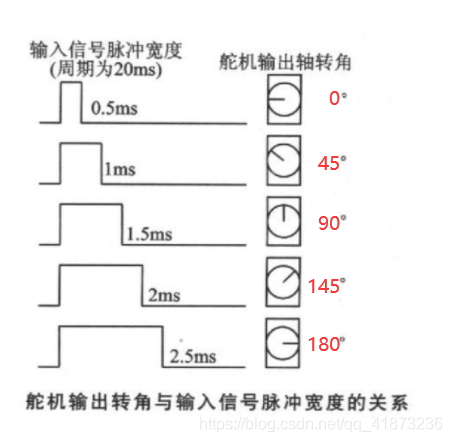 输入信号脉冲宽度
(周期为20ms)
舵机输出轴转角
0.5ms
0°
1ms
45°
1.5ms
90°
2ms
145°
2.5ms
180°
舵机输出转角与输入信号脉冲宽度的关系
https://blog.csdn.net/qq_41873236